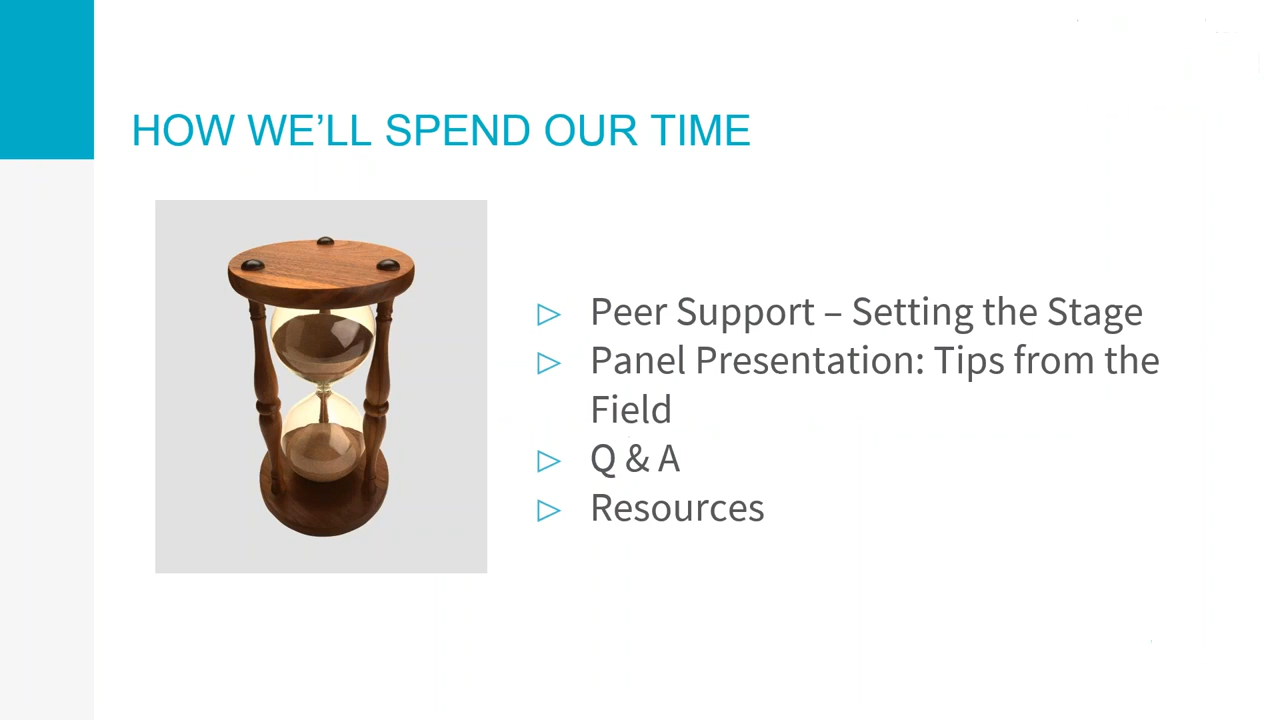 HOW WE’LL SPEND OUR TIME
Peer Support – Setting the Stage
Panel Presentation: Tips from the
Field
Q & A
Resources